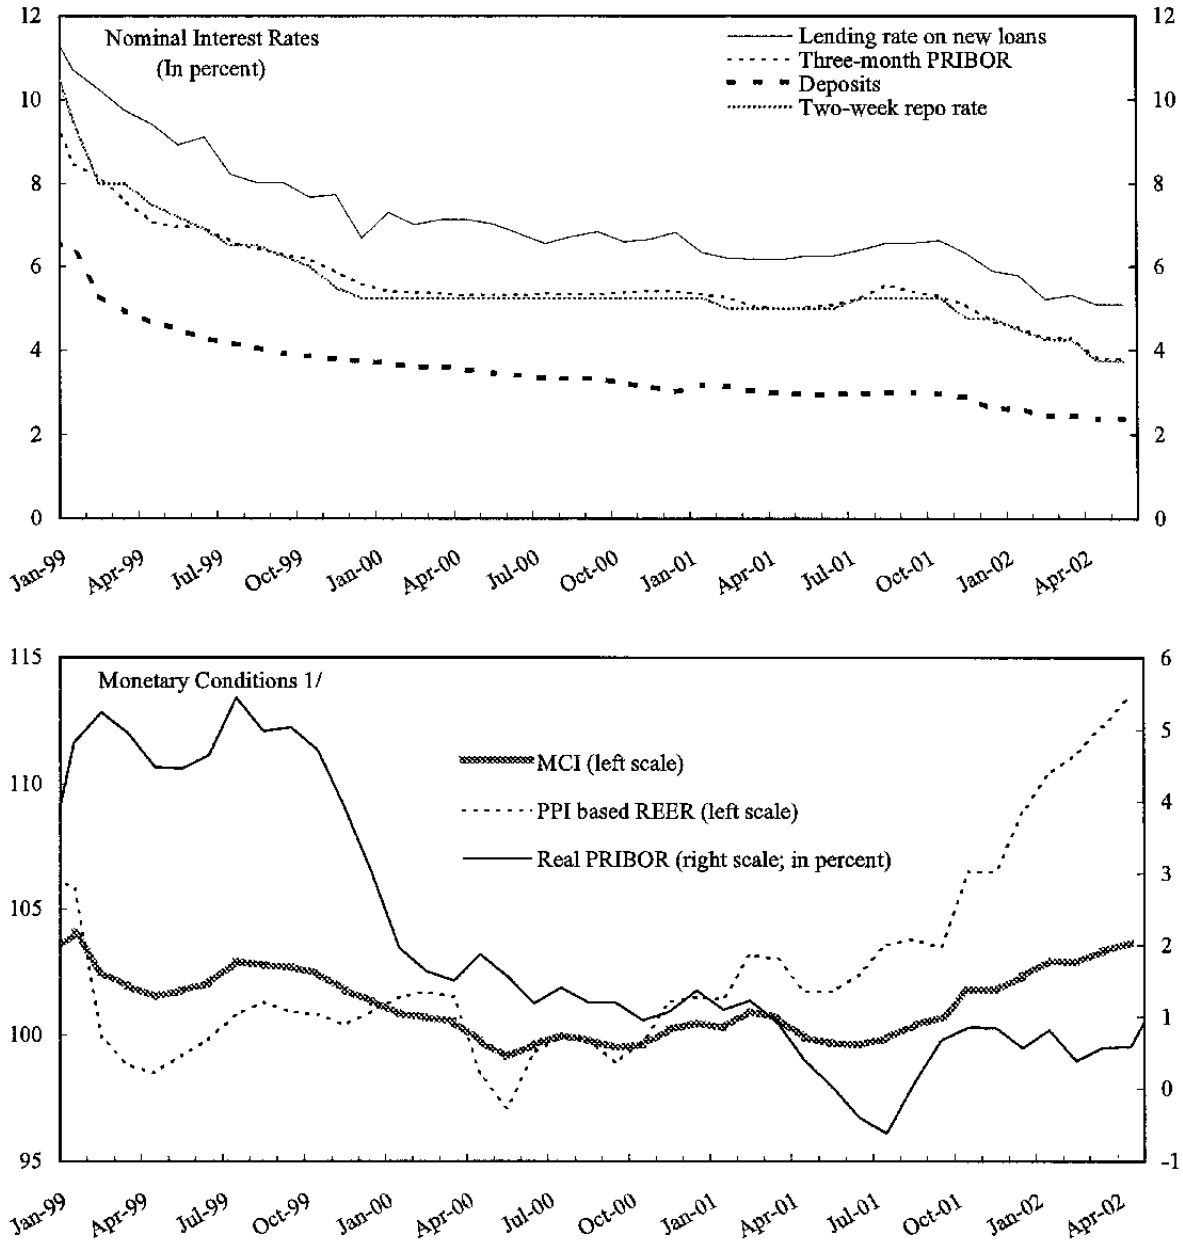 12
10
8
6
4
2
0
Nominal Interest Rates
(In percent)
Lending rate on new loans
Three-month PRIBOR
Deposits
Two-week repo rate
12
10
8
6
4
2
0
Jan-99
Apr-99
Jul-99
Oct-99
Jan-00
Apr-00
Jul-00
Oct-00
Jan-01
Apr-01
Jul-01
Oct-01
Jan-02
Apr-02
115
110
105
100
95
Monetary Conditions 1/
MCI (left scale)
PPI based REER (left scale)
Real PRIBOR (right scale; in percent)
6
5
4
3
2
1
0
-1
Jan-99
Apr-99
Jul-99
Oct-99
Jan-00
Apr-00
Jul-00
Oct-00
Jan-01
Apr-01
Jul-01
Oct-01
Jan-02
Apr-02